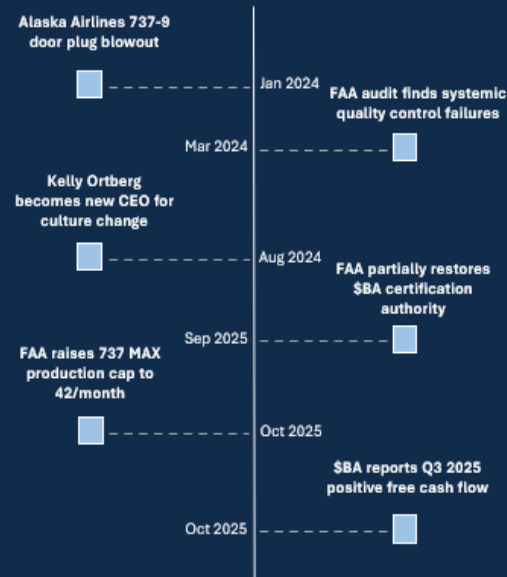 Alaska Airlines 737-9
door plug blowout
Jan 2024
FAA audit finds systemic
quality control failures
Mar 2024
Kelly Ortberg
becomes new CEO for
culture change
Aug 2024
FAA partially restores
$BA certification
authority
Sep 2025
FAA raises 737 MAX
production cap to
42/month
Oct 2025
$BA reports Q3 2025
positive free cash flow
Oct 2025